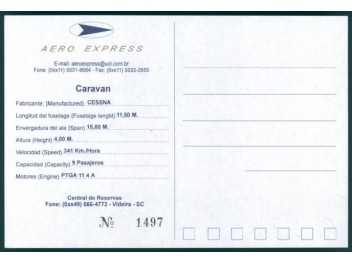 AERO EXPRESS
E-mail: aeroexpress@uol.com.br
Fone: (0xx11) 5031-9664 - Fax: (0xx11) 5032-2655
Caravan
Fabricante: (Manufactured) CESSNA
Longitud del fuselage (Fuselage lenght) 11,50 M.
Envergadura del ala (Span) 15,80 M.
Altura (Height) 4,50 M.
Velocidad (Speed) 341 Km./Hora
Capacidad (Capacity) 9 Pasajeros
Motores (Engine) PTGA 11 4 A
Central de Reservas
Fone: (0xx49) 566-4772 - Videira - SC
Nº 1497